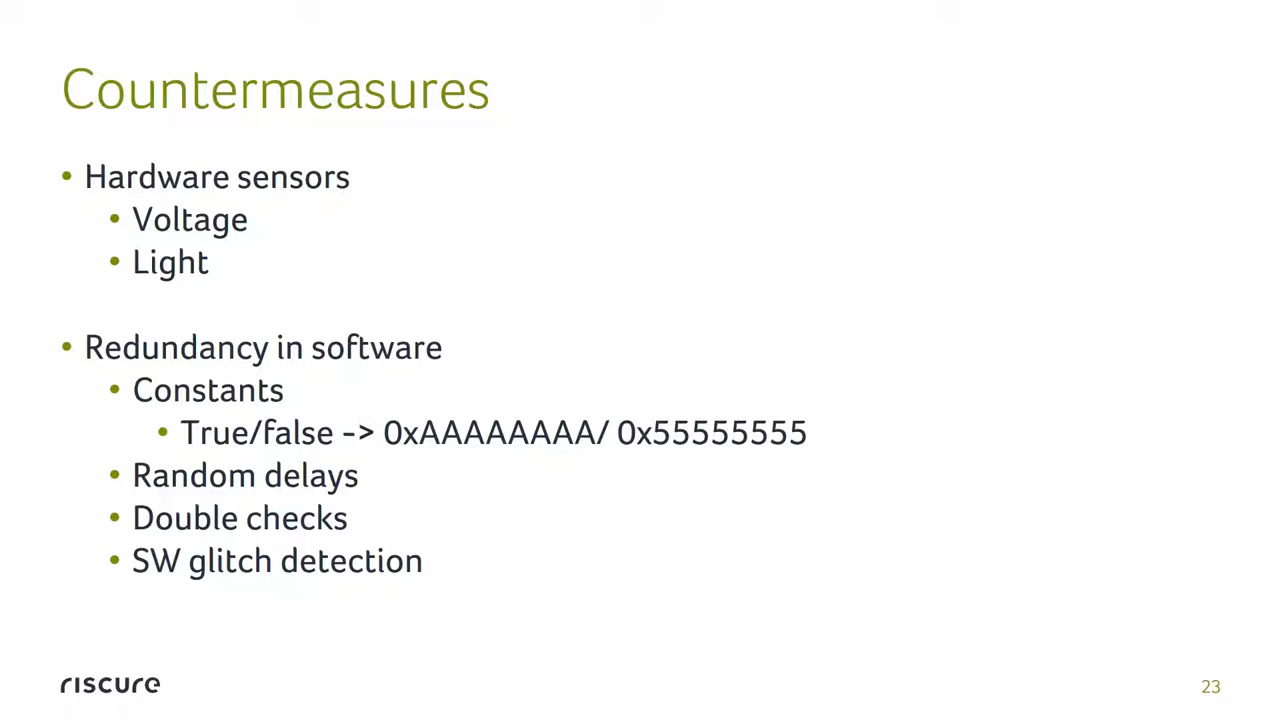 Countermeasures
• Hardware sensors
• Voltage
• Light
• Redundancy in software
• Constants
• True/false -> 0xAAAAAAAA/ 0x55555555
• Random delays
• Double checks
• SW glitch detection
riscure
23